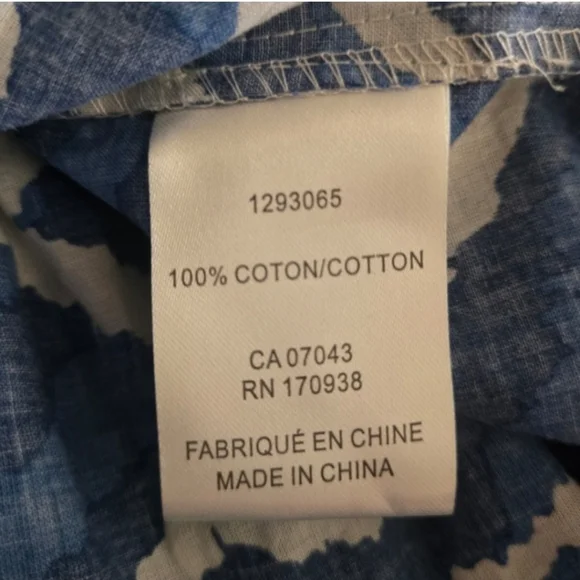 1293065
100% COTON/COTTON
CA 07043
RN 170938
FABRIQUÉ EN CHINE
MADE IN CHINA